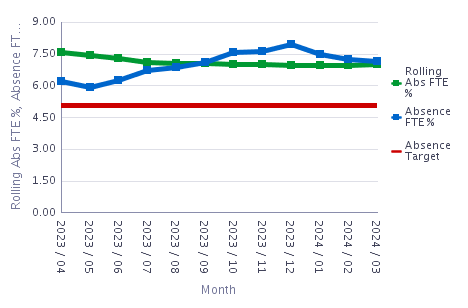 9.00
7.50
6.00
4.50
3.00
1.50
0.00
Rolling Abs FTE %, Absence FT...
2023 / 04
2023 / 05
2023 / 06
2023 / 07
2023 / 08
2023 / 09
2023 / 10
2023 / 11
2023 / 12
2024 / 01
2024 / 02
2024 / 03
Month
Rolling
Abs FTE
%
Absence
FTE %
Absence
Target